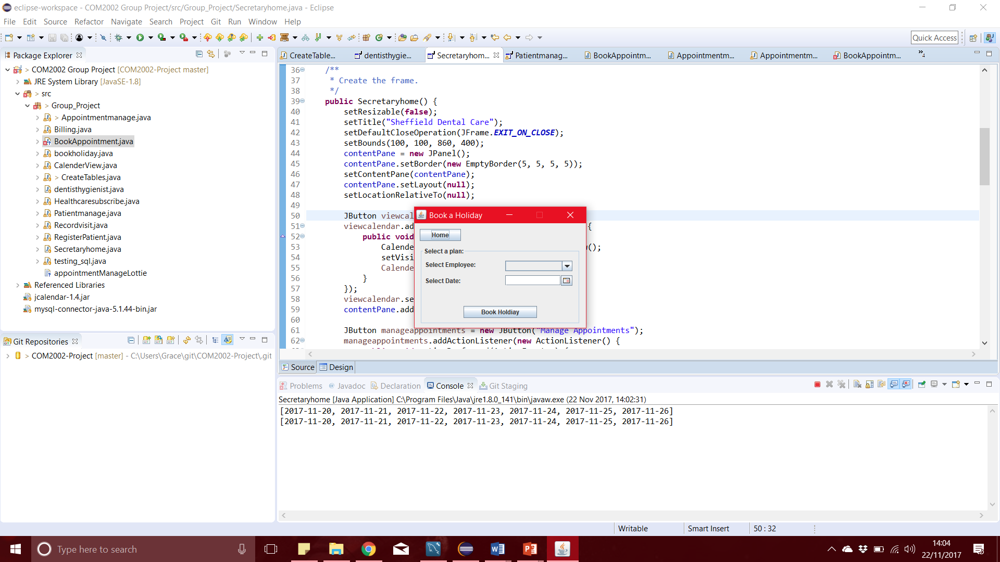 eclipse-workspace - COM2002 Group Project/src/Group_Project/Secretaryhome.java - Eclipse
File Edit Source Refactor Navigate Search Project Git Run Window Help
Quick Access
Package Explorer
> COM2002 Group Project [COM2002-Project master]
JRE System Library [JavaSE-1.8]
> src
> Group_Project
> Appointmentmanage.java
Billing.java
BookAppointment.java
bookholiday.java
CalenderView.java
> CreateTables.java
dentisthygienist.java
Healthcaresubscribe.java
Patientmanage.java
Recordvisit.java
RegisterPatient.java
Secretaryhome.java
testing_sql.java
appointmentManageLottie
Referenced Libraries
jcalendar-1.4.jar
mysql-connector-java-5.1.44-bin.jar
Git Repositories
> COM2002-Project [master] - C:\Users\Grace\git\COM2002-Project\.git
CreateTable... dentisthygie... Secretaryhom... Patientmanag... BookAppointm... Appointmentm... Appointmentm... BookAppointm... »4
36 /**
37 * Create the frame.
38 */
39 public Secretaryhome() {
40 setResizable(false);
41 setTitle("Sheffield Dental Care");
42 setDefaultCloseOperation(JFrame.EXIT_ON_CLOSE);
43 setBounds(100, 100, 860, 400);
44 contentPane = new JPanel();
45 contentPane.setBorder(new EmptyBorder(5, 5, 5, 5));
46 setContentPane(contentPane);
47 contentPane.setLayout(null);
48 setLocationRelativeTo(null);
49
50 JButton viewcal
51 viewcalendar.ad {
52 public void
53 Calende ();
54 setVisi
55 Calende
56 }
57 });
58 viewcalendar.se
59 contentPane.add
60
61 JButton manageappointments = new JButton("Manage Appointments");
62 manageappointments.addActionListener(new ActionListener() {
Book a Holiday
Home
Select a plan:
Select Employee:
Select Date:
Book Holdiay
Source Design
Problems @ Javadoc Declaration Console Git Staging
Secretaryhome [Java Application] C:\Program Files\Java\jre1.8.0_141\bin\javaw.exe (22 Nov 2017, 14:02:31)
[2017-11-20, 2017-11-21, 2017-11-22, 2017-11-23, 2017-11-24, 2017-11-25, 2017-11-26]
[2017-11-20, 2017-11-21, 2017-11-22, 2017-11-23, 2017-11-24, 2017-11-25, 2017-11-26]
Writable Smart Insert 50 : 32
Type here to search
14:04
22/11/2017